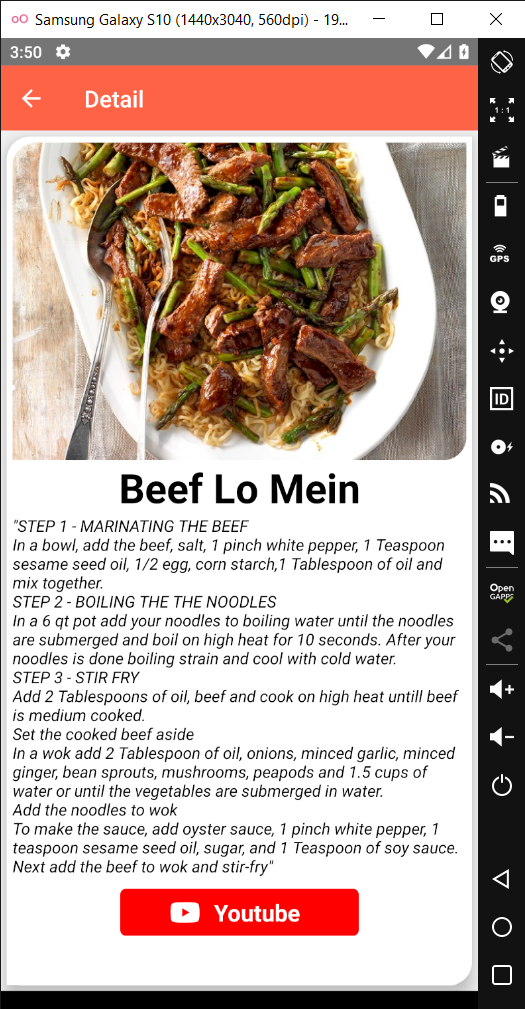 Samsung Galaxy S10 (1440x3040, 560dpi) - 19...
3:50
Detail
1:1
GPS
ID
Open
GAPPS
Beef Lo Mein
"STEP 1 - MARINATING THE BEEF
In a bowl, add the beef, salt, 1 pinch white pepper, 1 Teaspoon
sesame seed oil, 1/2 egg, corn starch,1 Tablespoon of oil and
mix together.
STEP 2 - BOILING THE THE NOODLES
In a 6 qt pot add your noodles to boiling water until the noodles
are submerged and boil on high heat for 10 seconds. After your
noodles is done boiling strain and cool with cold water.
STEP 3 - STIR FRY
Add 2 Tablespoons of oil, beef and cook on high heat untill beef
is medium cooked.
Set the cooked beef aside
In a wok add 2 Tablespoon of oil, onions, minced garlic, minced
ginger, bean sprouts, mushrooms, peapods and 1.5 cups of
water or until the vegetables are submerged in water.
Add the noodles to wok
To make the sauce, add oyster sauce, 1 pinch white pepper, 1
teaspoon sesame seed oil, sugar, and 1 Teaspoon of soy sauce.
Next add the beef to wok and stir-fry"
Youtube